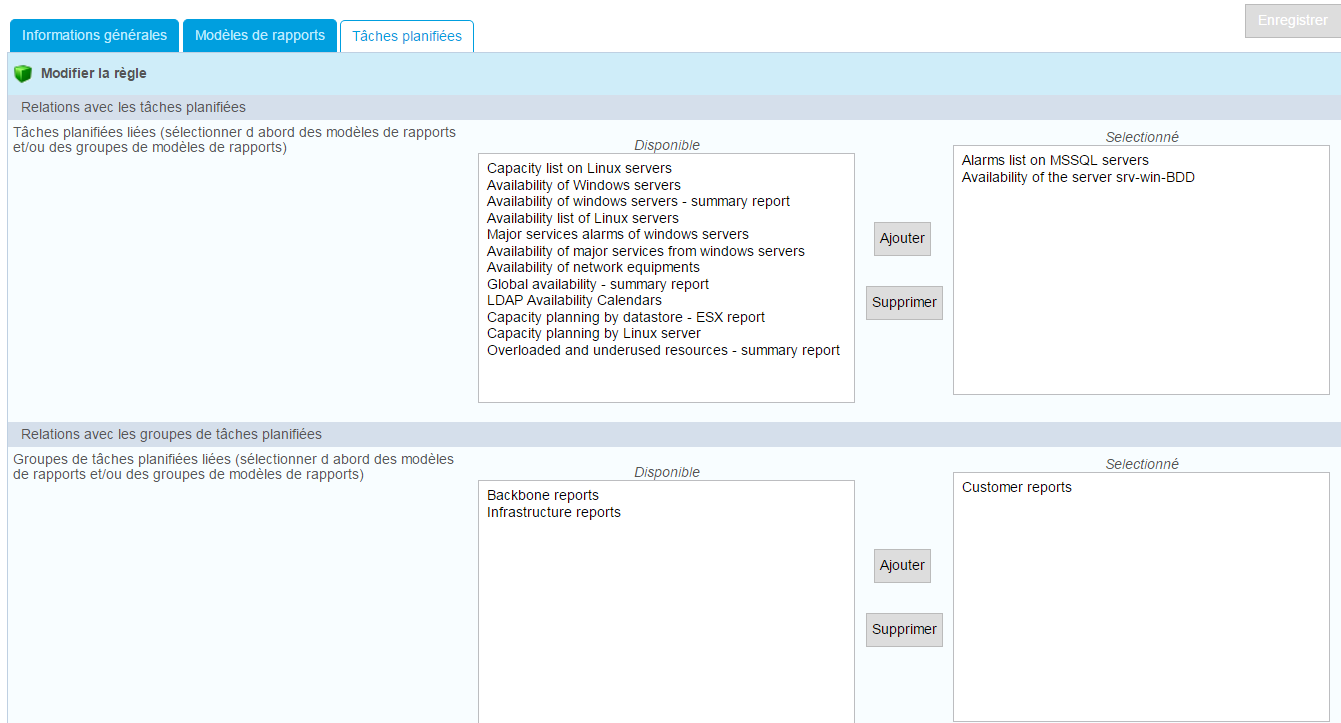 Informations générales
Modèles de rapports
Tâches planifiées
Enregistrer
Modifier la règle
Relations avec les tâches planifiées
Tâches planifiées liées (sélectionner d abord des modèles de rapports
et/ou des groupes de modèles de rapports)
Disponible
Capacity list on Linux servers
Availability of Windows servers
Availability of windows servers - summary report
Availability list of Linux servers
Major services alarms of windows servers
Availability of major services from windows servers
Availability of network equipments
Global availability - summary report
LDAP Availability Calendars
Capacity planning by datastore - ESX report
Capacity planning by Linux server
Overloaded and underused resources - summary report
Ajouter
Supprimer
Selectionné
Alarms list on MSSQL servers
Availability of the server srv-win-BDD
Relations avec les groupes de tâches planifiées
Groupes de tâches planifiées liées (sélectionner d abord des modèles
de rapports et/ou des groupes de modèles de rapports)
Disponible
Backbone reports
Infrastructure reports
Ajouter
Supprimer
Selectionné
Customer reports